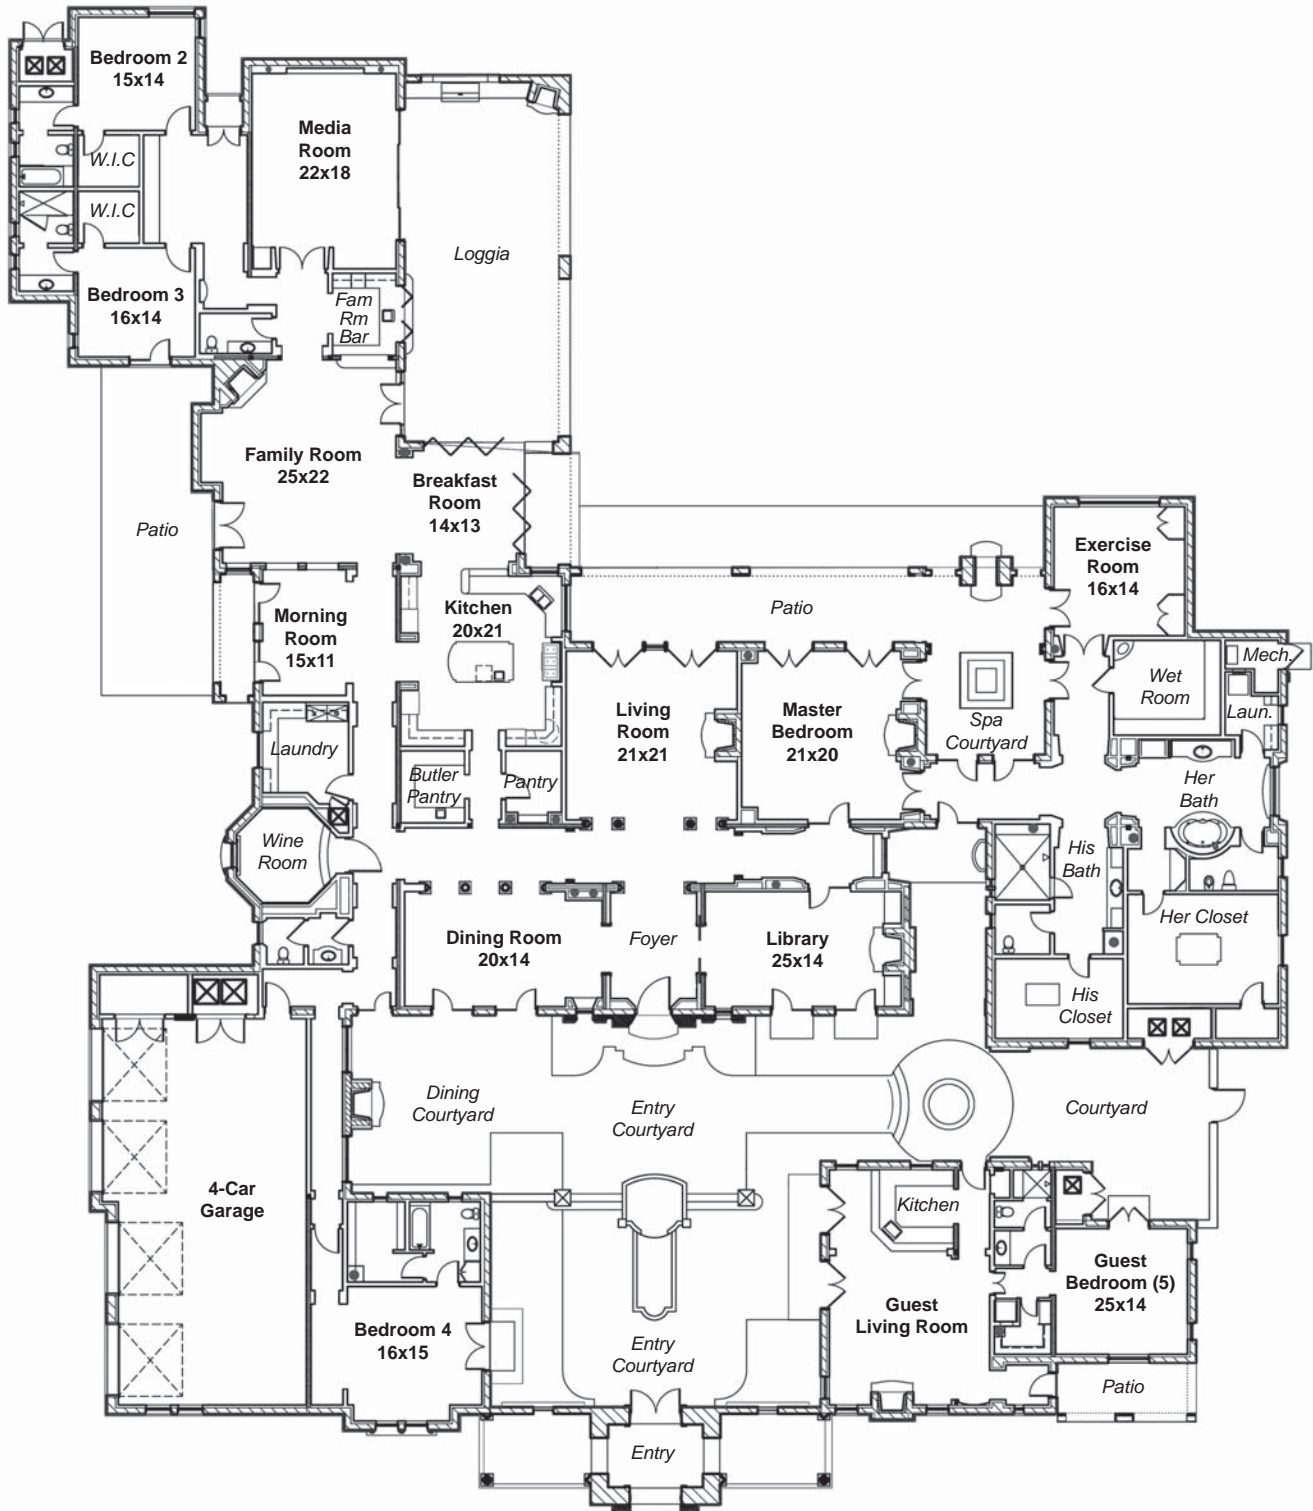 Bedroom 2
15x14
Media
Room
22x18
W.I.C
W.I.C
Loggia
Bedroom 3
16x14
Fam
Rm
Bar
Family Room
25x22
Breakfast
Room
14x13
Patio
Exercise
Room
16x14
Morning
Room
15x11
Kitchen
20x21
Patio
Wet
Room
Mech.
Laun.
Living
Room
21x21
Master
Bedroom
21x20
Spa
Courtyard
Laundry
Butler
Pantry
Pantry
Her
Bath
Wine
Room
His
Bath
Dining Room
20x14
Foyer
Library
25x14
Her Closet
His
Closet
Dining
Courtyard
Entry
Courtyard
Courtyard
4-Car
Garage
Kitchen
Guest
Bedroom (5)
25x14
Guest
Living Room
Bedroom 4
16x15
Entry
Courtyard
Patio
Entry